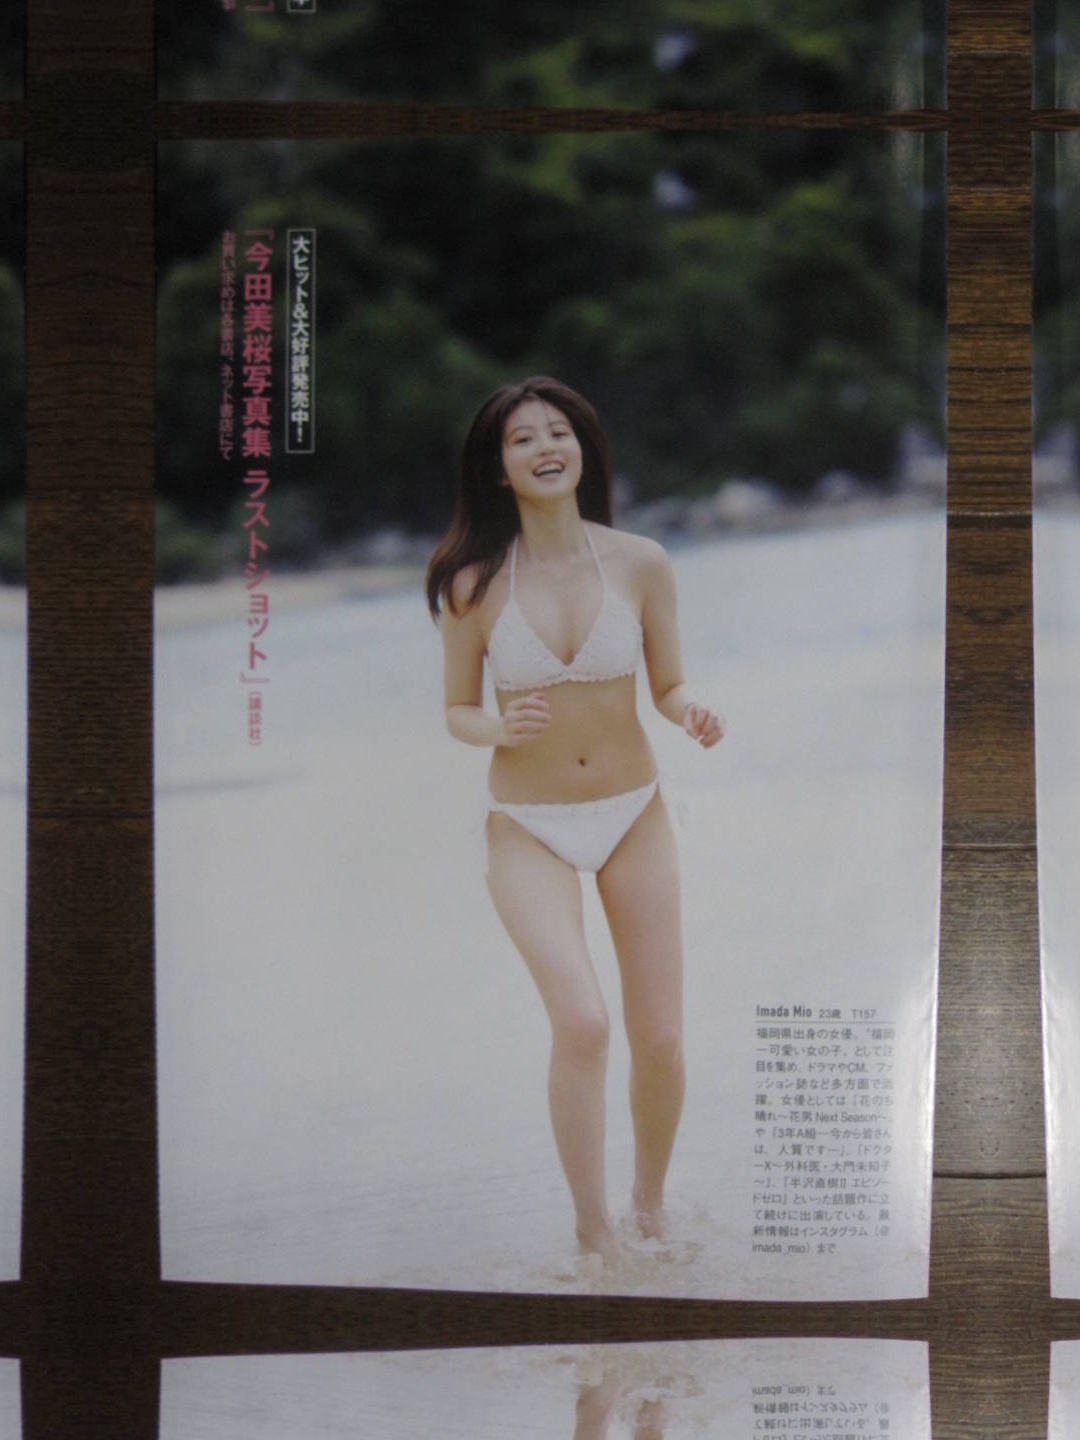 大ヒット&大好評発売中!
『今田美桜写真集 ラストショット』(講談社)
お買い求めは各書店、ネット書店にて
Imada Mio 23歳 T157
福岡県出身の女優。“福岡
一可愛い女の子”として注
目を集め、ドラマやCM、ファ
ッション誌など多方面で活
躍。女優としては『花のち
晴れ〜花男 Next Season〜』
や『3年A組―今から皆さん
は、人質です―』、『ドクタ
ーX〜外科医・大門未知子
〜』、『半沢直樹II エピソー
ドゼロ』といった話題作に立
て続けに出演している。最
新情報はインスタグラム(@
imada_mio)まで